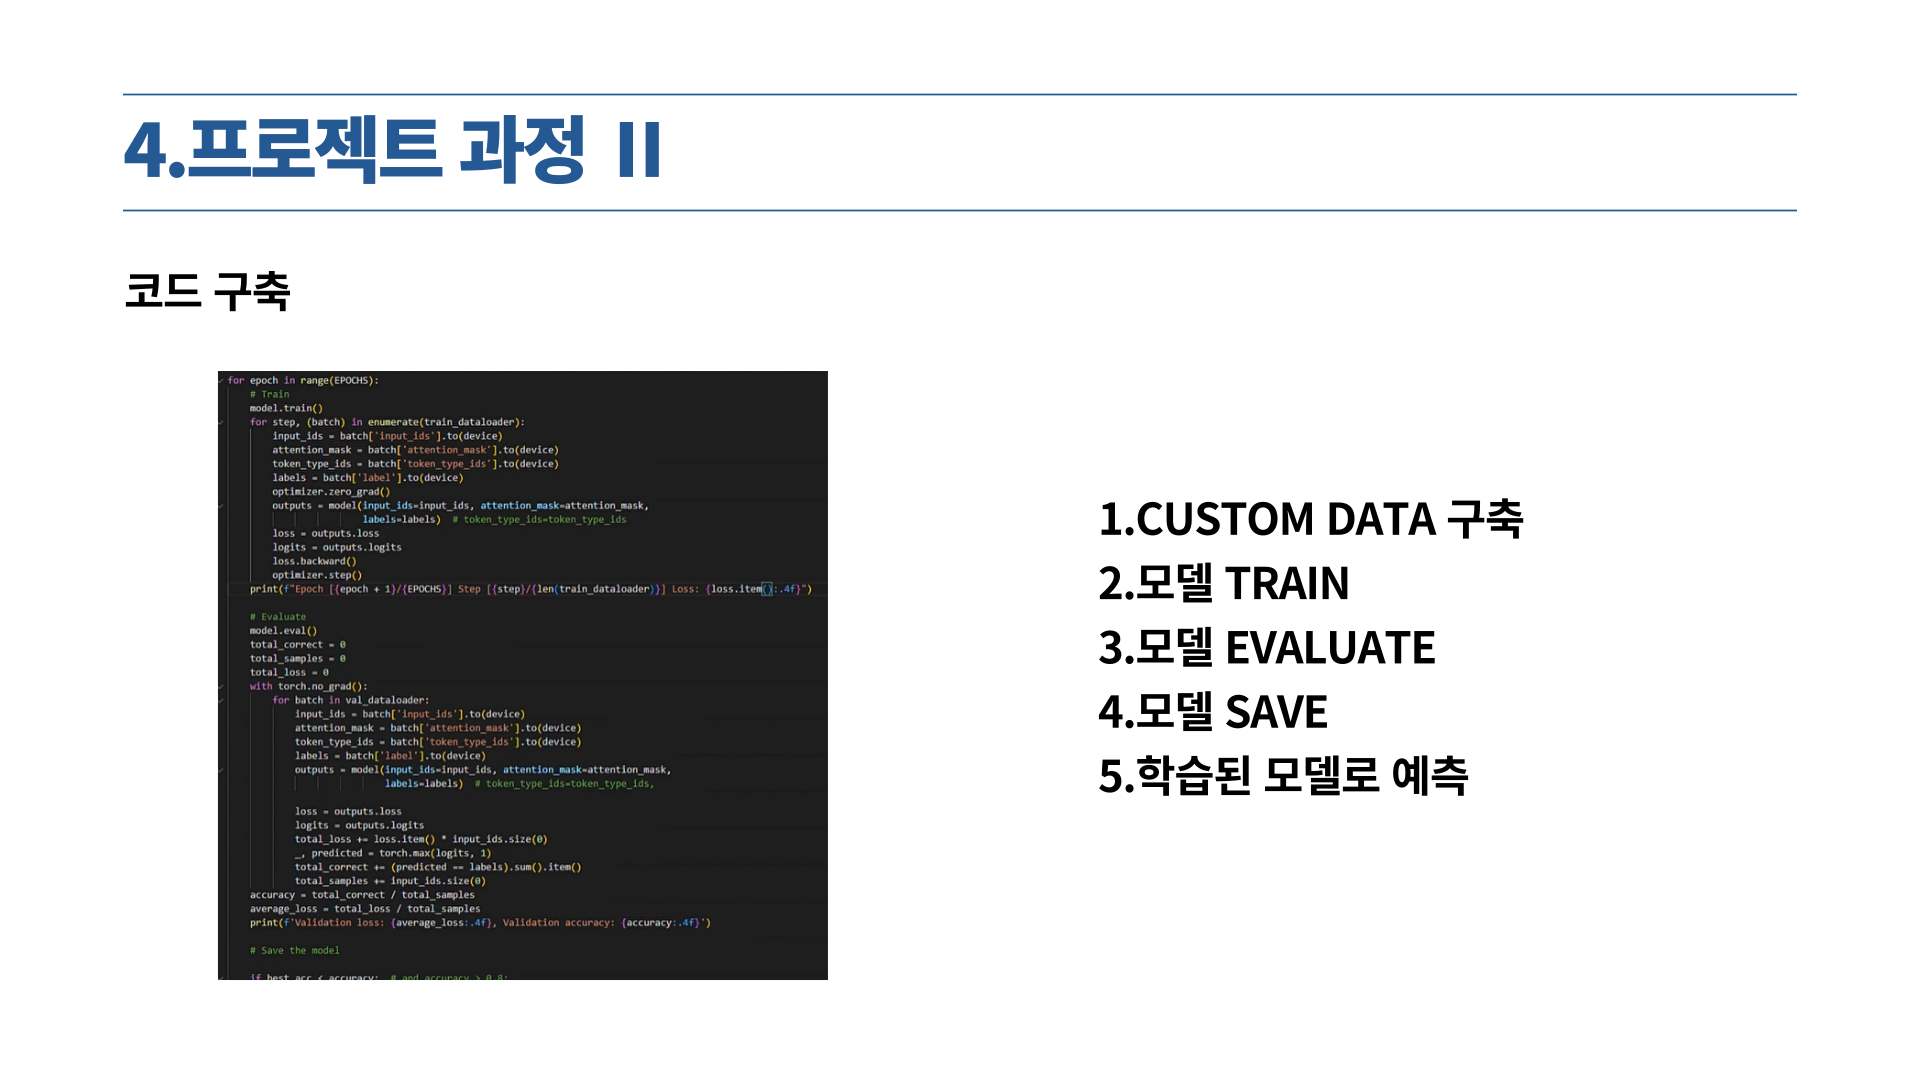 4.프로젝트 과정 II
코드 구축
for epoch in range(EPOCHS):
# Train
model.train()
for step, (batch) in enumerate(train_dataloader):
input_ids = batch['input_ids'].to(device)
attention_mask = batch['attention_mask'].to(device)
token_type_ids = batch['token_type_ids'].to(device)
labels = batch['label'].to(device)
optimizer.zero_grad()
outputs = model(input_ids=input_ids, attention_mask=attention_mask,
labels=labels)  # token_type_ids=token_type_ids
loss = outputs.loss
logits = outputs.logits
loss.backward()
optimizer.step()
print(f"Epoch [{epoch + 1}/{EPOCHS}] Step [{step}/{len(train_dataloader)}] Loss: {loss.item():.4f}")
# Evaluate
model.eval()
total_correct = 0
total_samples = 0
total_loss = 0
with torch.no_grad():
for batch in val_dataloader:
input_ids = batch['input_ids'].to(device)
attention_mask = batch['attention_mask'].to(device)
token_type_ids = batch['token_type_ids'].to(device)
labels = batch['label'].to(device)
outputs = model(input_ids=input_ids, attention_mask=attention_mask,
labels=labels)  # token_type_ids=token_type_ids,
loss = outputs.loss
logits = outputs.logits
total_loss += loss.item() * input_ids.size(0)
_, predicted = torch.max(logits, 1)
total_correct += (predicted == labels).sum().item()
total_samples += input_ids.size(0)
accuracy = total_correct / total_samples
average_loss = total_loss / total_samples
print(f'Validation loss: {average_loss:.4f}, Validation accuracy: {accuracy:.4f}')
# Save the model
if best_acc < accuracy:  # and accuracy > 0.8:
1.CUSTOM DATA 구축
2.모델 TRAIN
3.모델 EVALUATE
4.모델 SAVE
5.학습된 모델로 예측